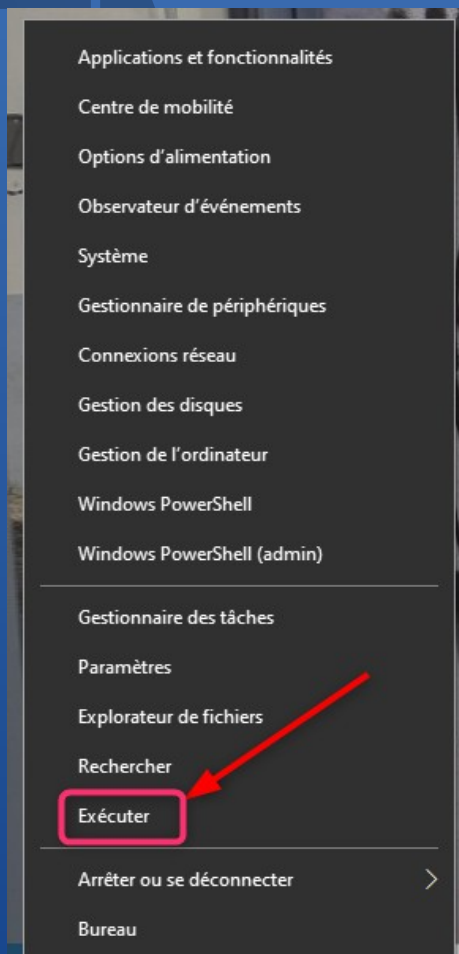 Applications et fonctionnalités
Centre de mobilité
Options d'alimentation
Observateur d'événements
Système
Gestionnaire de périphériques
Connexions réseau
Gestion des disques
Gestion de l'ordinateur
Windows PowerShell
Windows PowerShell (admin)
Gestionnaire des tâches
Paramètres
Explorateur de fichiers
Rechercher
Exécuter
Arrêter ou se déconnecter
Bureau